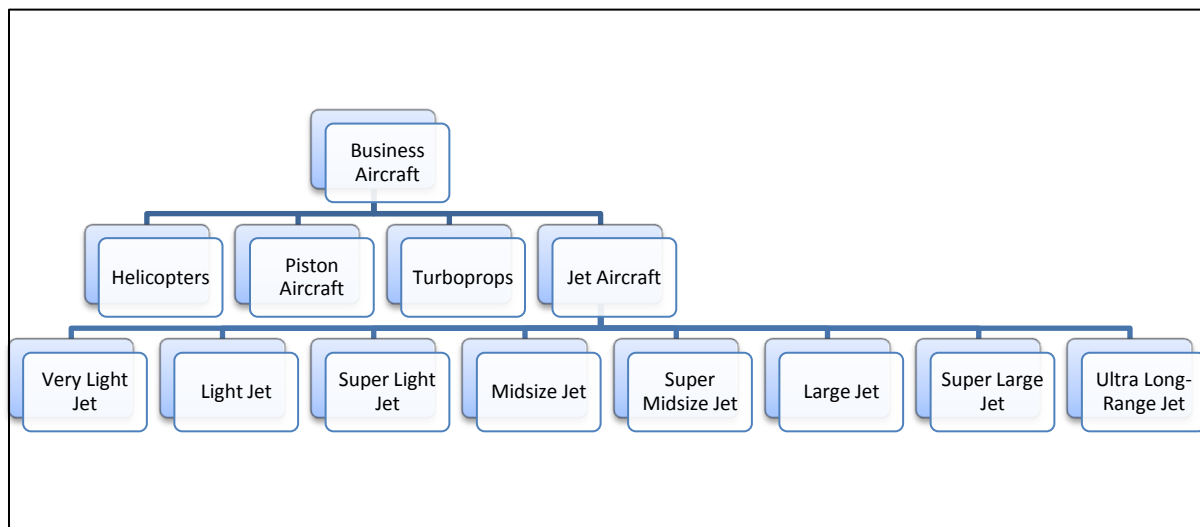 Business
Aircraft
Helicopters
Piston
Aircraft
Turboprops
Jet Aircraft
Very Light
Jet
Light Jet
Super Light
Jet
Midsize Jet
Super
Midsize Jet
Large Jet
Super Large
Jet
Ultra Long-
Range Jet